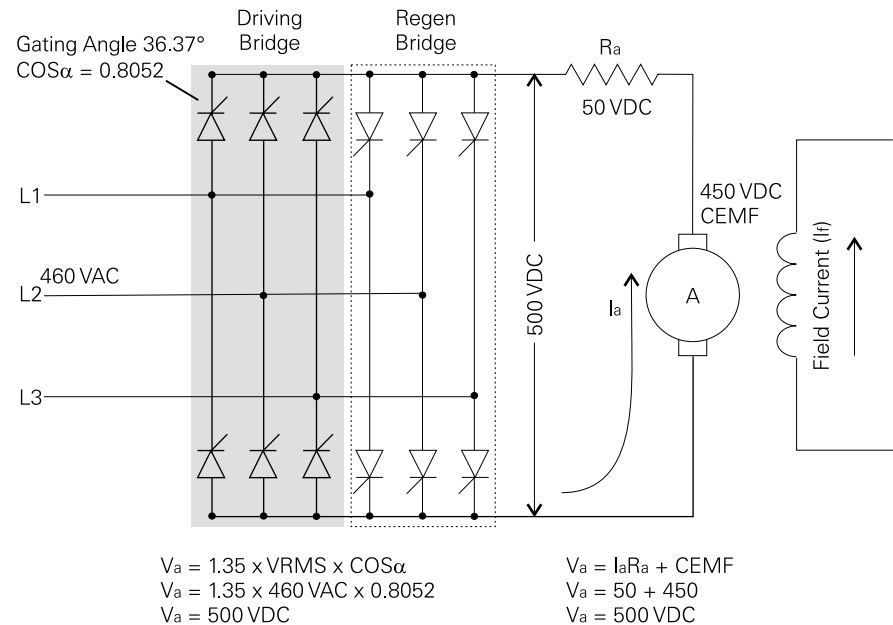 Driving
Bridge
Regen
Bridge
Gating Angle 36.37°
COSα = 0.8052
Ra
50 VDC
L1
450 VDC
CEMF
460 VAC
L2
500 VDC
Ia
A
Field Current (If)
L3
Va = 1.35 x VRMS x COSα
Va = 1.35 x 460 VAC x 0.8052
Va = 500 VDC
Va = IaRa + CEMF
Va = 50 + 450
Va = 500 VDC